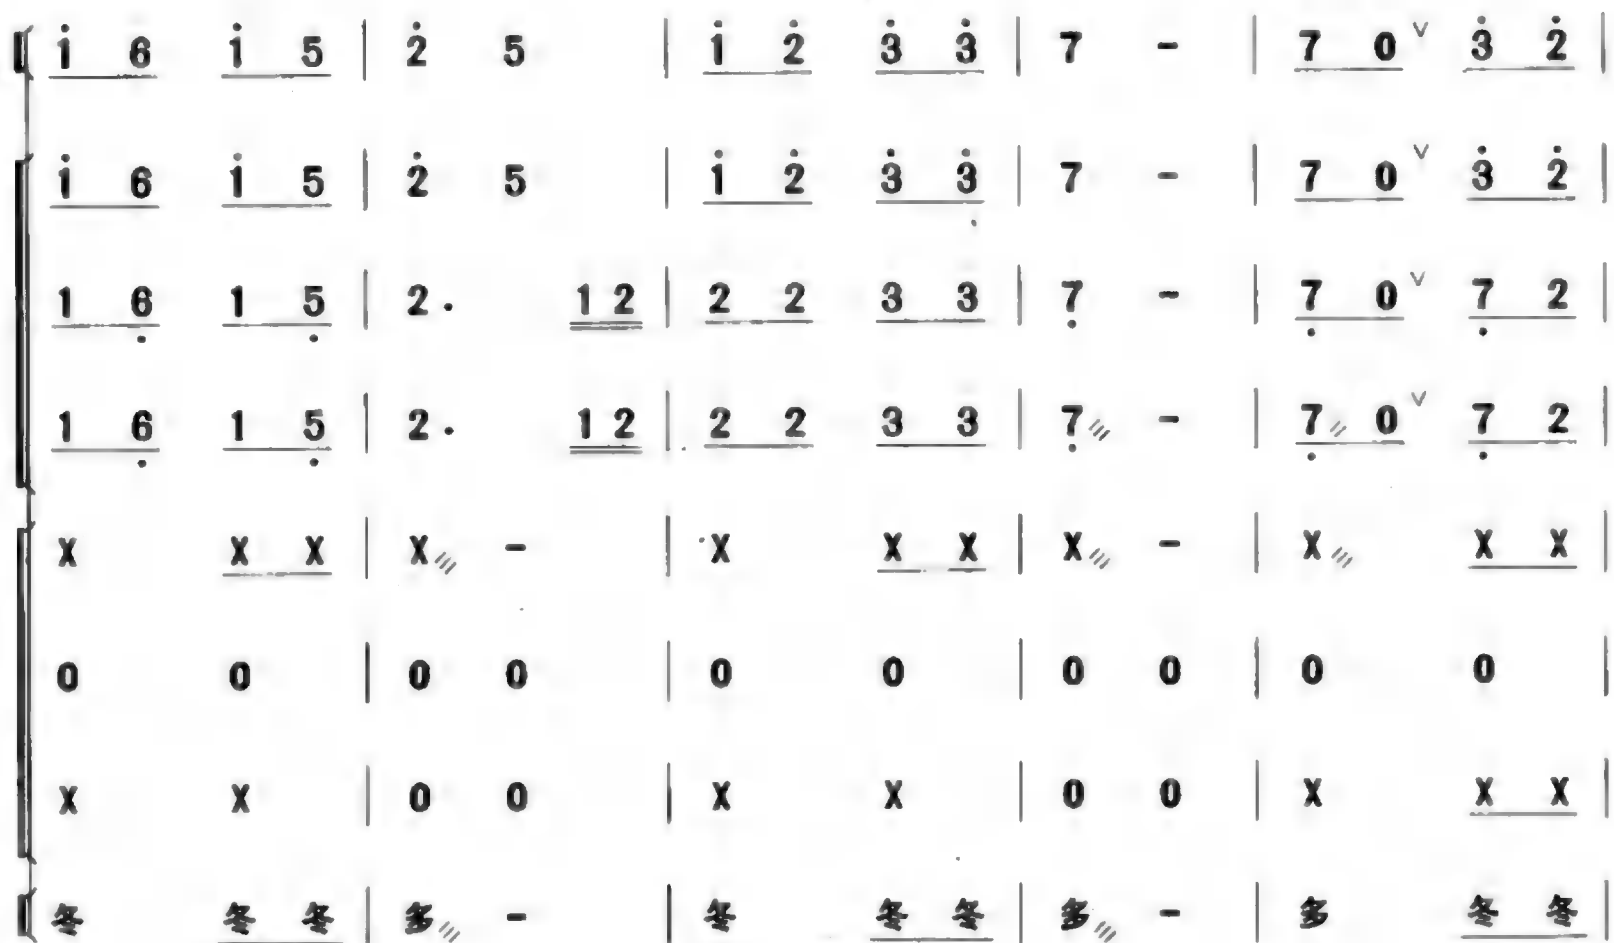 i 6 i 5 | 2̇ 5 | i 2̇ 3̇ 3̇ | 7 - | 7 0 ∨ 3̇ 2̇ |
i 6 i 5 | 2̇ 5 | i 2̇ 3̇ 3̇ | 7 - | 7 0 ∨ 3̇ 2̇ |
1 6̣ 1 5̣ | 2. 1 2 | 2 2 3 3 | 7̣ - | 7̣ 0 ∨ 7̣ 2 |
1 6̣ 1 5̣ | 2. 1 2 | 2 2 3 3 | 7̣ /// - | 7̣ /// 0 ∨ 7̣ 2 |
X X X | X /// - | X X X | X /// - | X /// X X |
0 0 | 0 0 | 0 0 | 0 0 | 0 0 |
X X | 0 0 | X X | 0 0 | X X X |
冬 冬 冬 | 多 /// - | 冬 冬 冬 | 多 /// - | 多 冬 冬 |